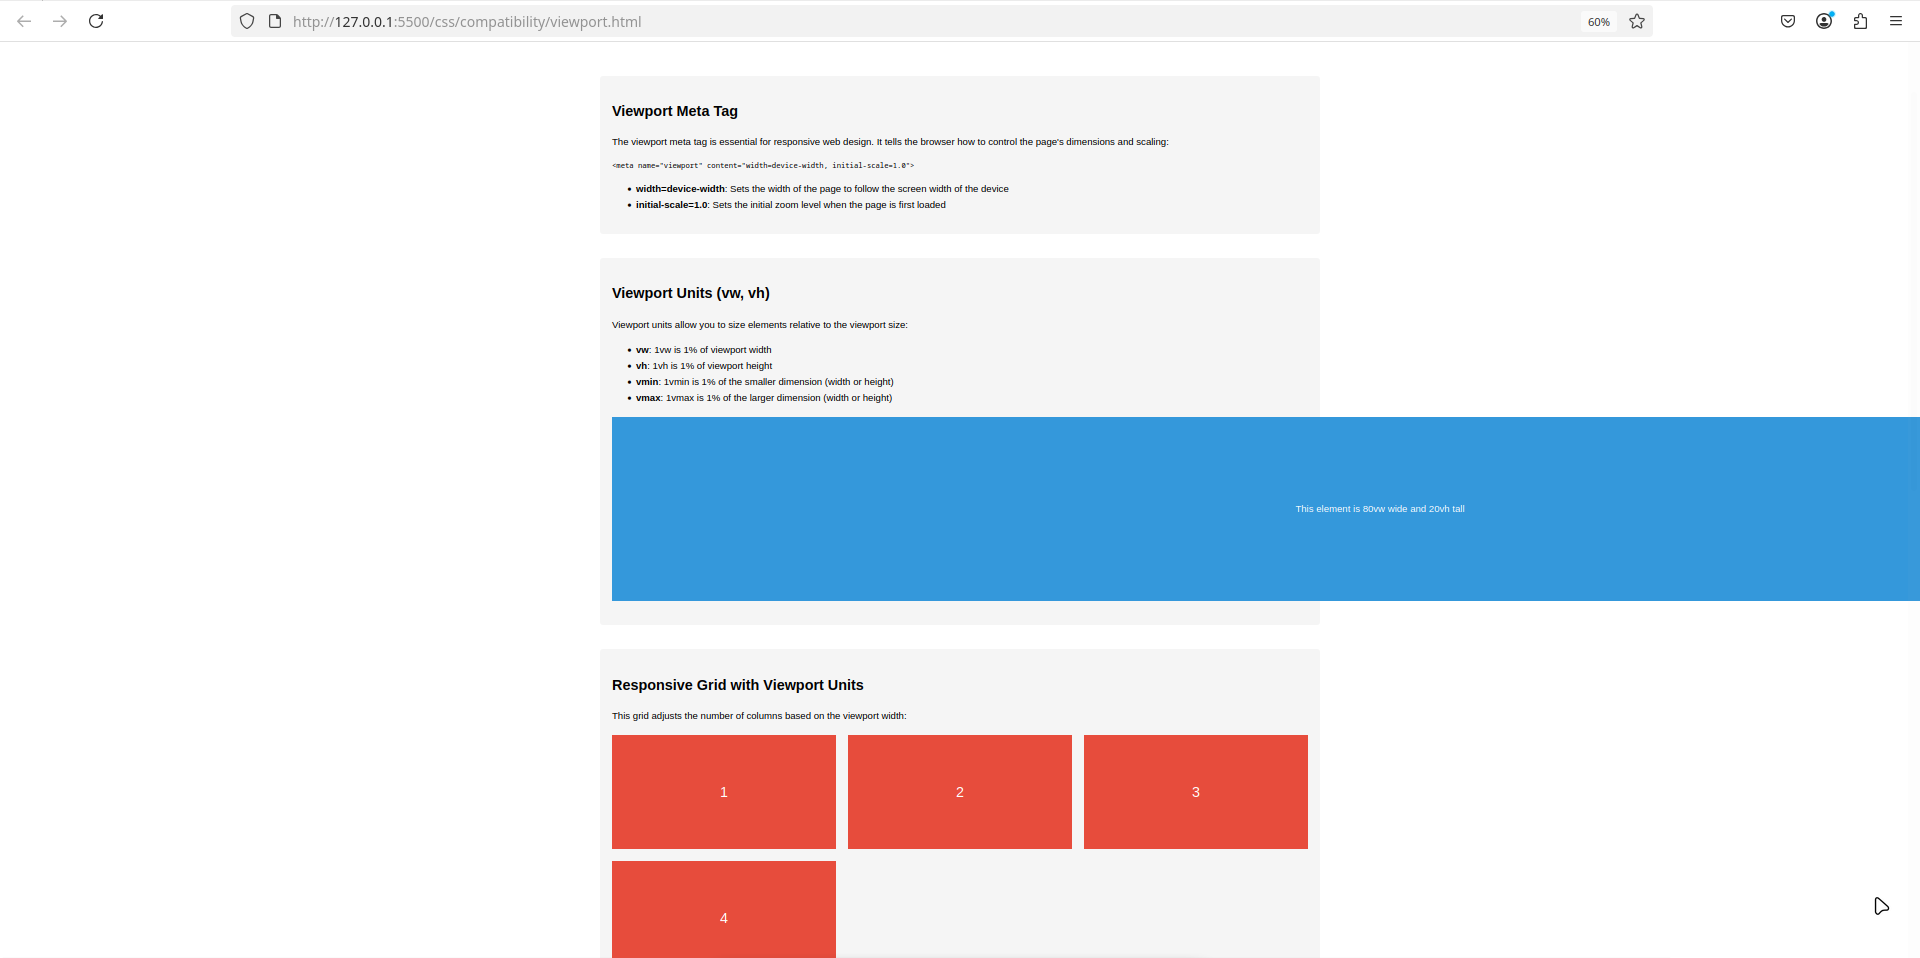 http://127.0.0.1:5500/css/compatibility/viewport.html
60%
Viewport Meta Tag
The viewport meta tag is essential for responsive web design. It tells the browser how to control the page's dimensions and scaling:
<meta name="viewport" content="width=device-width, initial-scale=1.0">
• width=device-width: Sets the width of the page to follow the screen width of the device
• initial-scale=1.0: Sets the initial zoom level when the page is first loaded
Viewport Units (vw, vh)
Viewport units allow you to size elements relative to the viewport size:
• vw: 1vw is 1% of viewport width
• vh: 1vh is 1% of viewport height
• vmin: 1vmin is 1% of the smaller dimension (width or height)
• vmax: 1vmax is 1% of the larger dimension (width or height)
This element is 80vw wide and 20vh tall
Responsive Grid with Viewport Units
This grid adjusts the number of columns based on the viewport width:
1
2
3
4